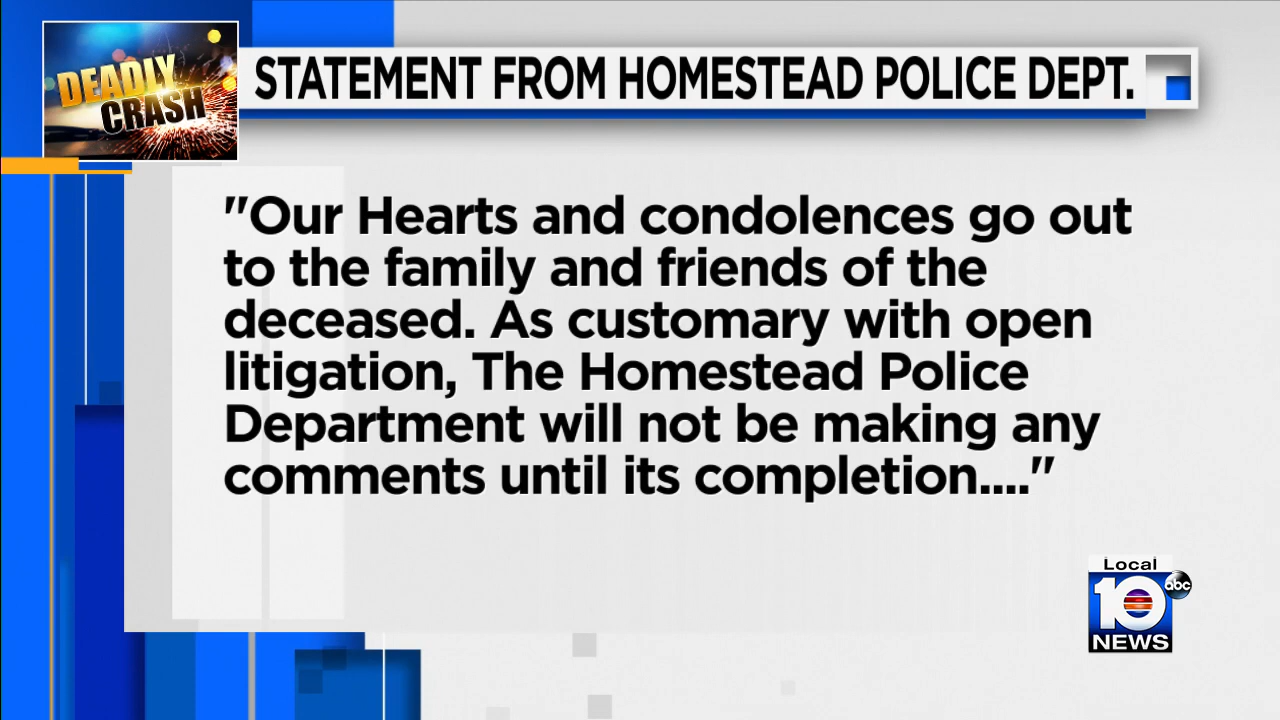 DEADLY
CRASH
STATEMENT FROM HOMESTEAD POLICE DEPT.
"Our Hearts and condolences go out
to the family and friends of the
deceased. As customary with open
litigation, The Homestead Police
Department will not be making any
comments until its completion...."
Local
10
abc
NEWS